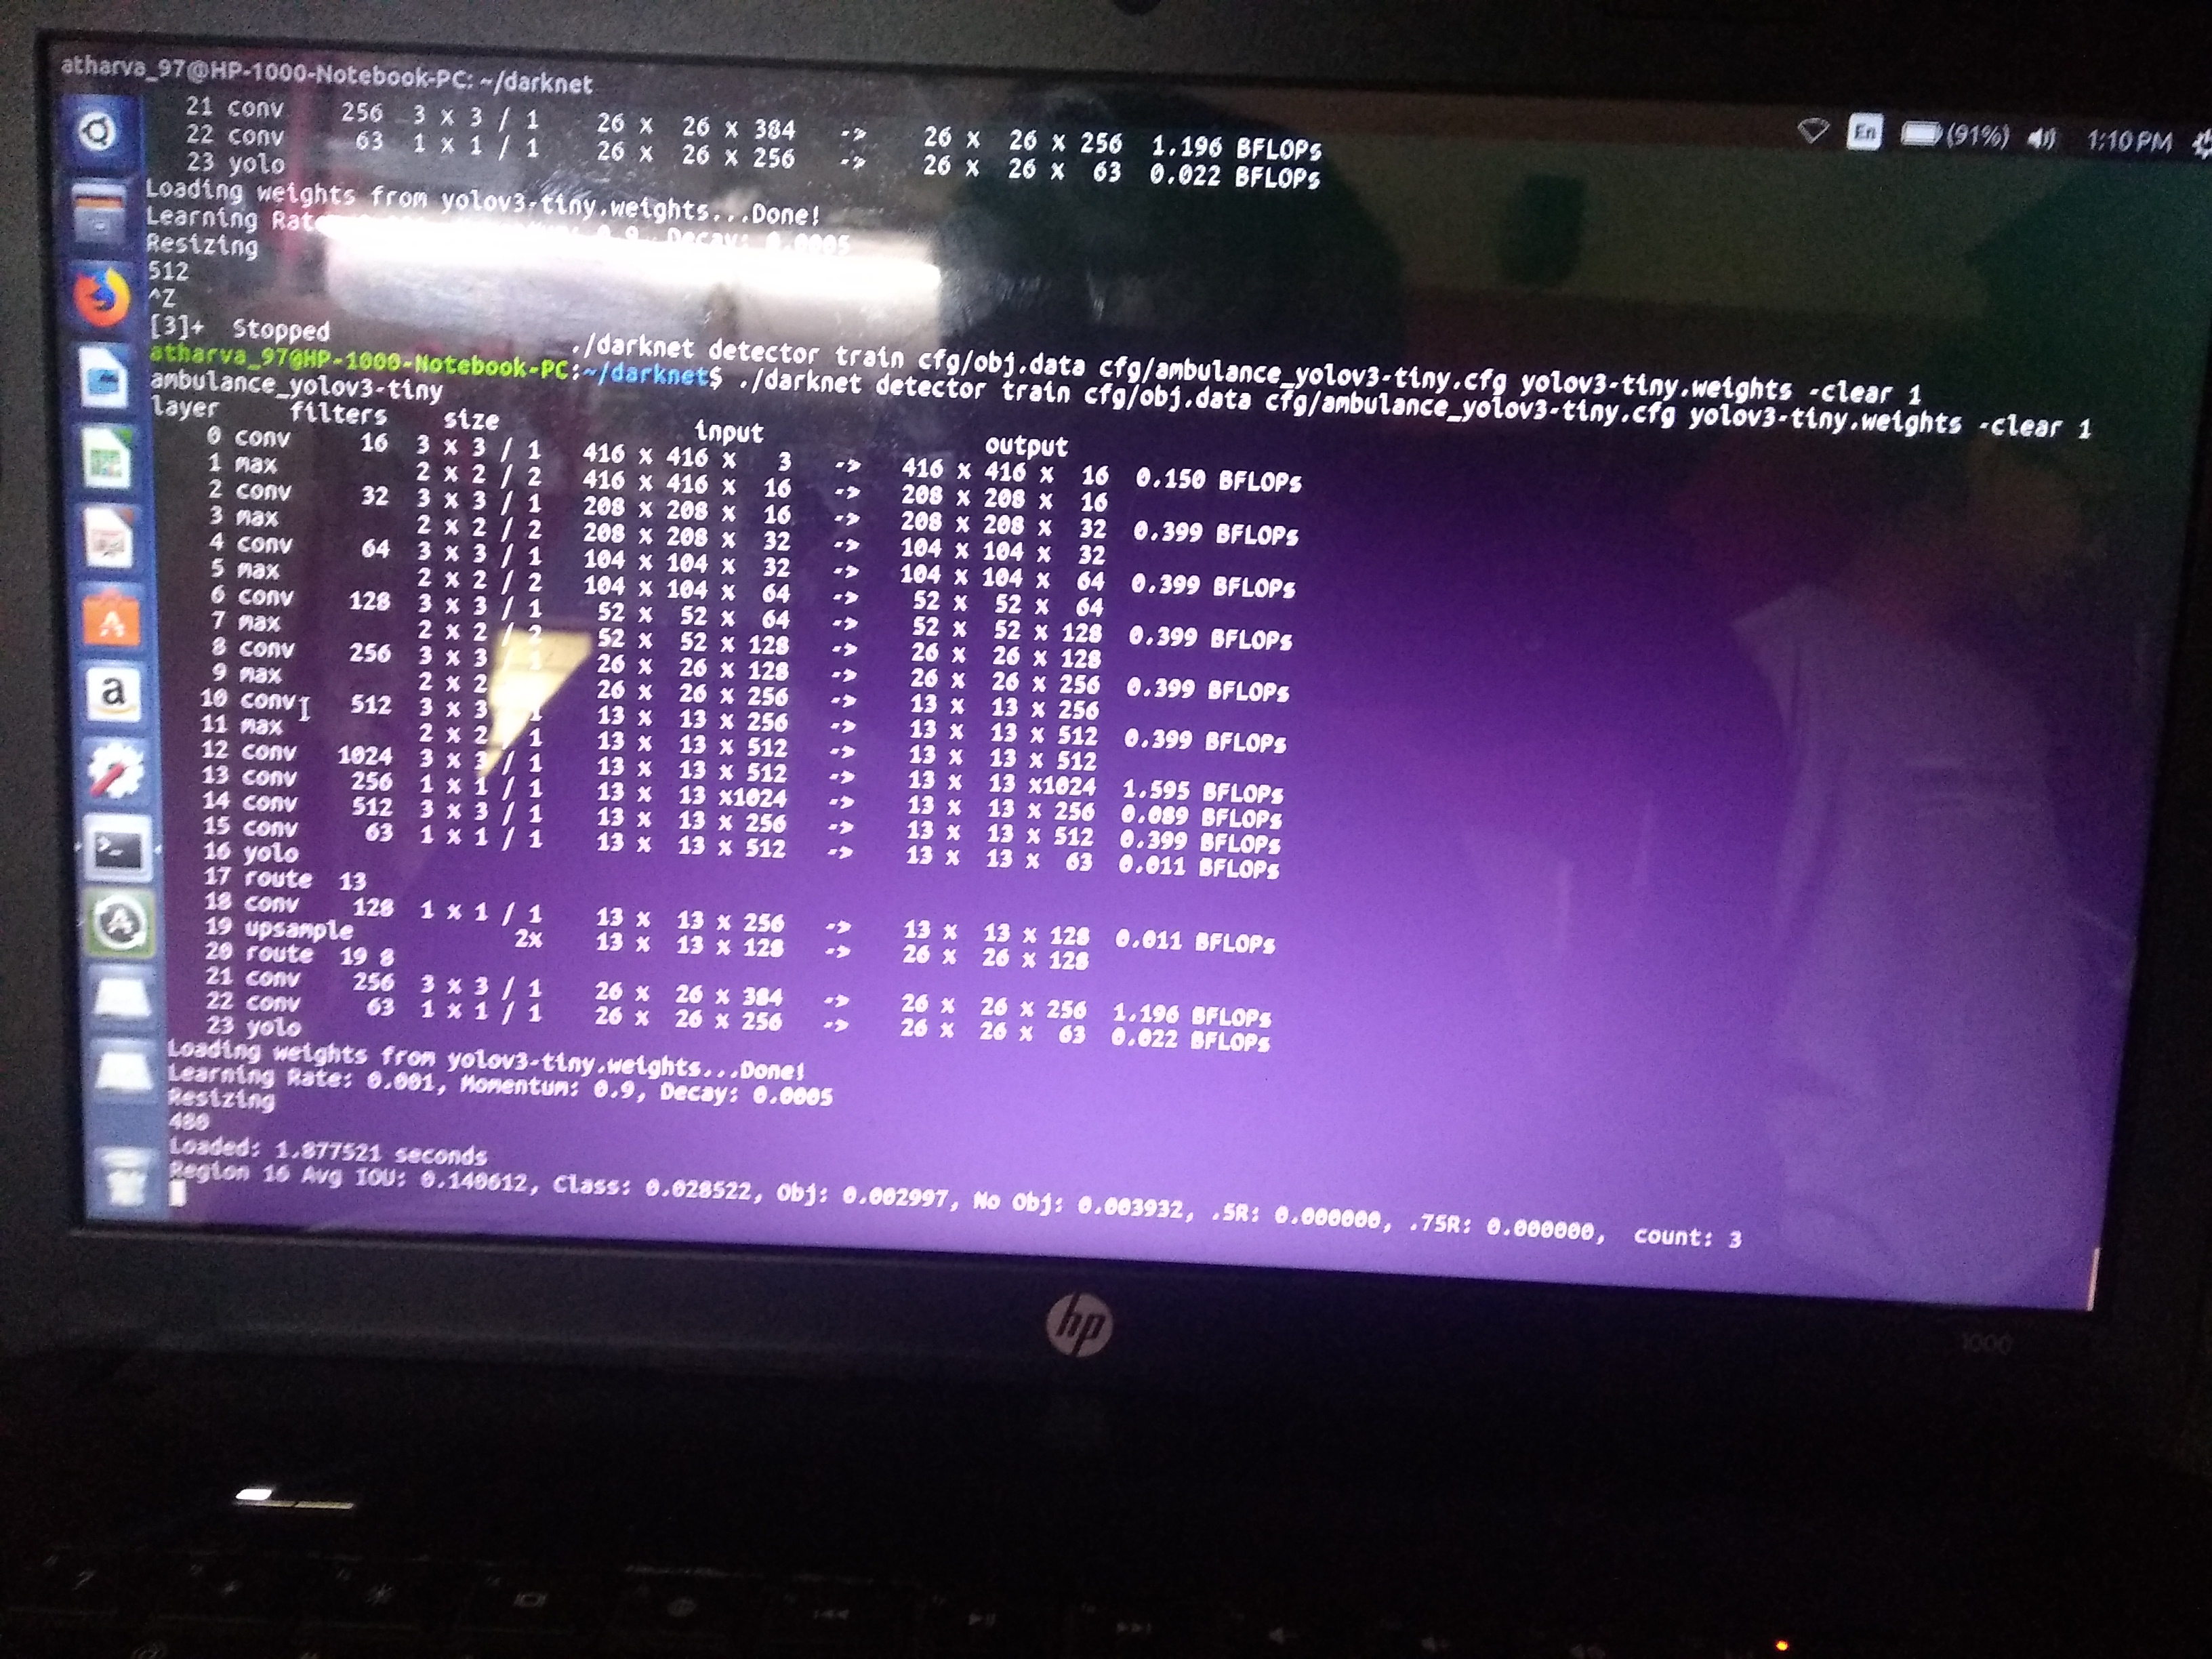 atharva_97@HP-1000-Notebook-PC: ~/darknet
En (91%) 1:10 PM
21 conv 256 3 x 3 / 1 26 x 26 x 384 -> 26 x 26 x 256 1.196 BFLOPs
22 conv 63 1 x 1 / 1 26 x 26 x 256 -> 26 x 26 x 63 0.022 BFLOPs
23 yolo
Loading weights from yolov3-tiny.weights...Done!
Learning 0.9, Decay: 0.0005
Resizing
512
^Z
[3]+ Stopped ./darknet detector train cfg/obj.data cfg/ambulance_yolov3-tiny.cfg yolov3-tiny.weights -clear 1
atharva_97@HP-1000-Notebook-PC:~/darknet$ ./darknet detector train cfg/obj.data cfg/ambulance_yolov3-tiny.cfg yolov3-tiny.weights -clear 1
ambulance_yolov3-tiny
layer filters size input output
0 conv 16 3 x 3 / 1 416 x 416 x 3 -> 416 x 416 x 16 0.150 BFLOPs
1 max 2 x 2 / 2 416 x 416 x 16 -> 208 x 208 x 16
2 conv 32 3 x 3 / 1 208 x 208 x 16 -> 208 x 208 x 32 0.399 BFLOPs
3 max 2 x 2 / 2 208 x 208 x 32 -> 104 x 104 x 32
4 conv 64 3 x 3 / 1 104 x 104 x 32 -> 104 x 104 x 64 0.399 BFLOPs
5 max 2 x 2 / 2 104 x 104 x 64 -> 52 x 52 x 64
6 conv 128 3 x 3 / 1 52 x 52 x 64 -> 52 x 52 x 128 0.399 BFLOPs
7 max 2 x 2 / 2 52 x 52 x 128 -> 26 x 26 x 128
8 conv 256 3 x 3 / 1 26 x 26 x 128 -> 26 x 26 x 256 0.399 BFLOPs
9 max 2 x 2 26 x 26 x 256 -> 13 x 13 x 256
10 conv 512 3 x 3 1 13 x 13 x 256 -> 13 x 13 x 512 0.399 BFLOPs
11 max 2 x 2 / 1 13 x 13 x 512 -> 13 x 13 x 512
12 conv 1024 3 x 3 / 1 13 x 13 x 512 -> 13 x 13 x1024 1.595 BFLOPs
13 conv 256 1 x 1 / 1 13 x 13 x1024 -> 13 x 13 x 256 0.089 BFLOPs
14 conv 512 3 x 3 / 1 13 x 13 x 256 -> 13 x 13 x 512 0.399 BFLOPs
15 conv 63 1 x 1 / 1 13 x 13 x 512 -> 13 x 13 x 63 0.011 BFLOPs
16 yolo
17 route 13
18 conv 128 1 x 1 / 1 13 x 13 x 256 -> 13 x 13 x 128 0.011 BFLOPs
19 upsample 2x 13 x 13 x 128 -> 26 x 26 x 128
20 route 19 8
21 conv 256 3 x 3 / 1 26 x 26 x 384 -> 26 x 26 x 256 1.196 BFLOPs
22 conv 63 1 x 1 / 1 26 x 26 x 256 -> 26 x 26 x 63 0.022 BFLOPs
23 yolo
Loading weights from yolov3-tiny.weights...Done!
Learning Rate: 0.001, Momentum: 0.9, Decay: 0.0005
Resizing
480
Loaded: 1.877521 seconds
Region 16 Avg IOU: 0.140612, Class: 0.028522, Obj: 0.002997, No Obj: 0.003932, .5R: 0.000000, .75R: 0.000000, count: 3
hp
1000